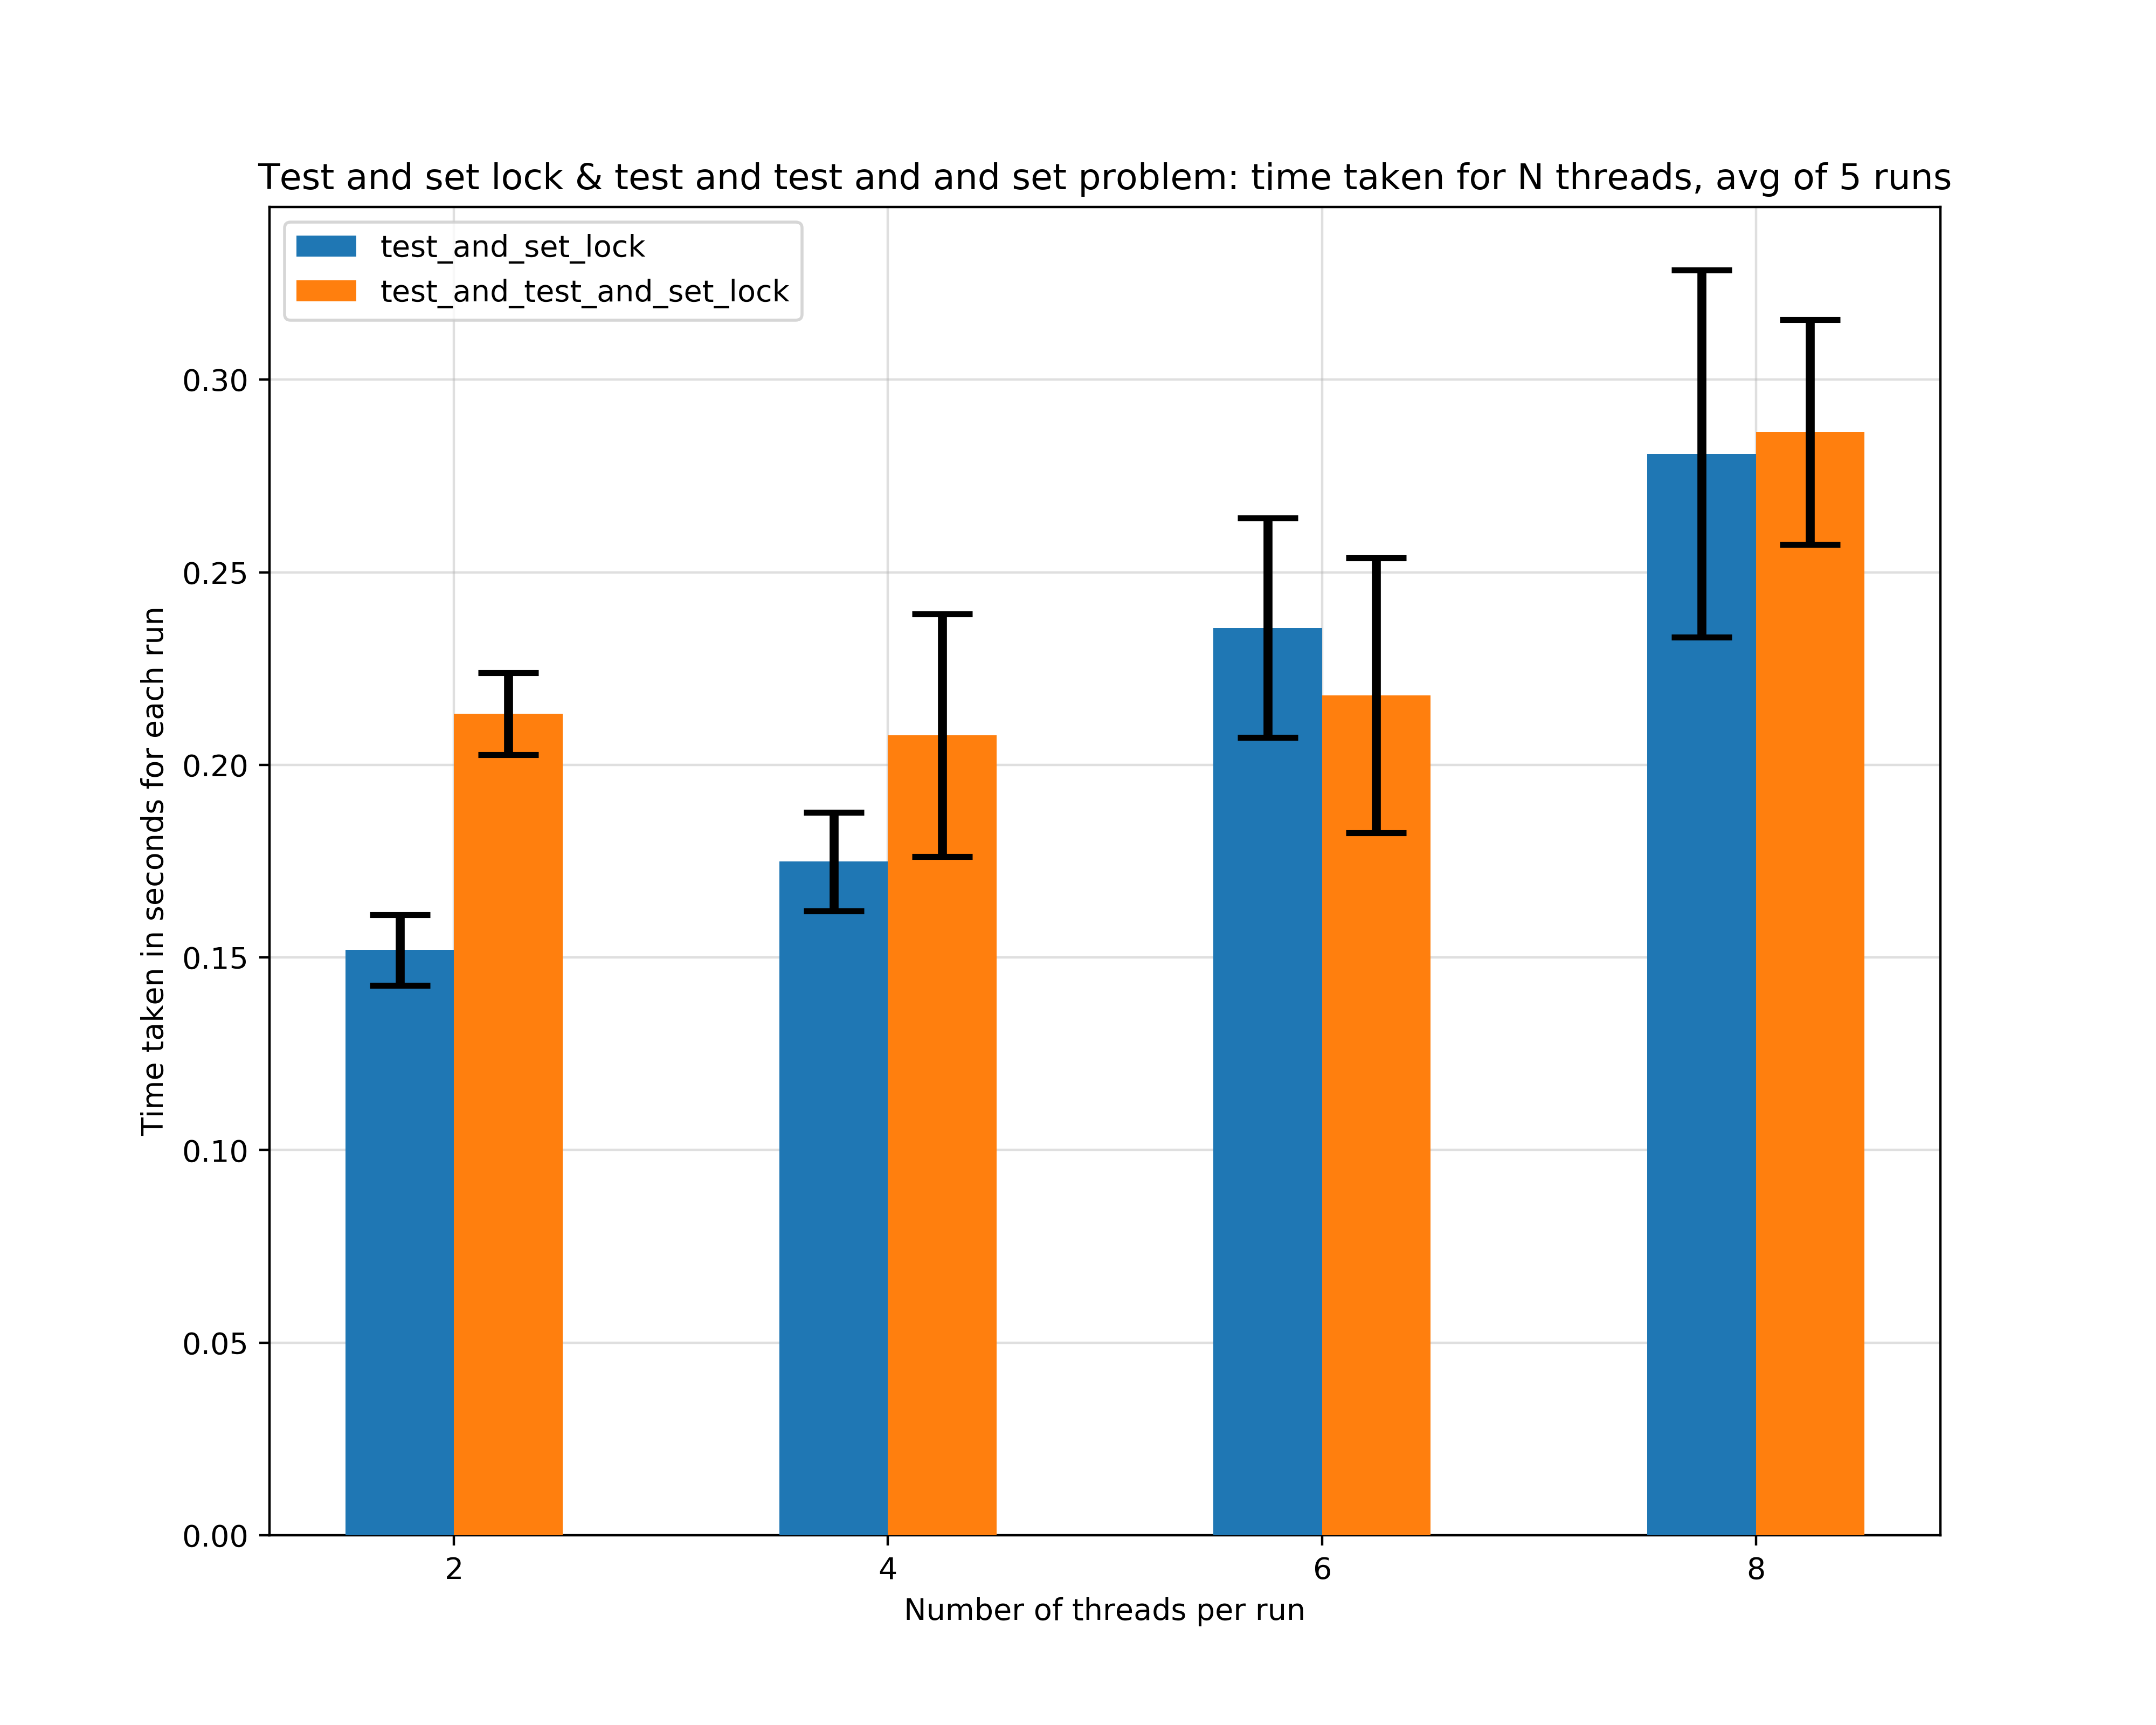 Test and set lock & test and test and and set problem: time taken for N threads, avg of 5 runs
test_and_set_lock
test_and_test_and_set_lock
Time taken in seconds for each run
0.30
0.25
0.20
0.15
0.10
0.05
0.00
2 4 6 8
Number of threads per run